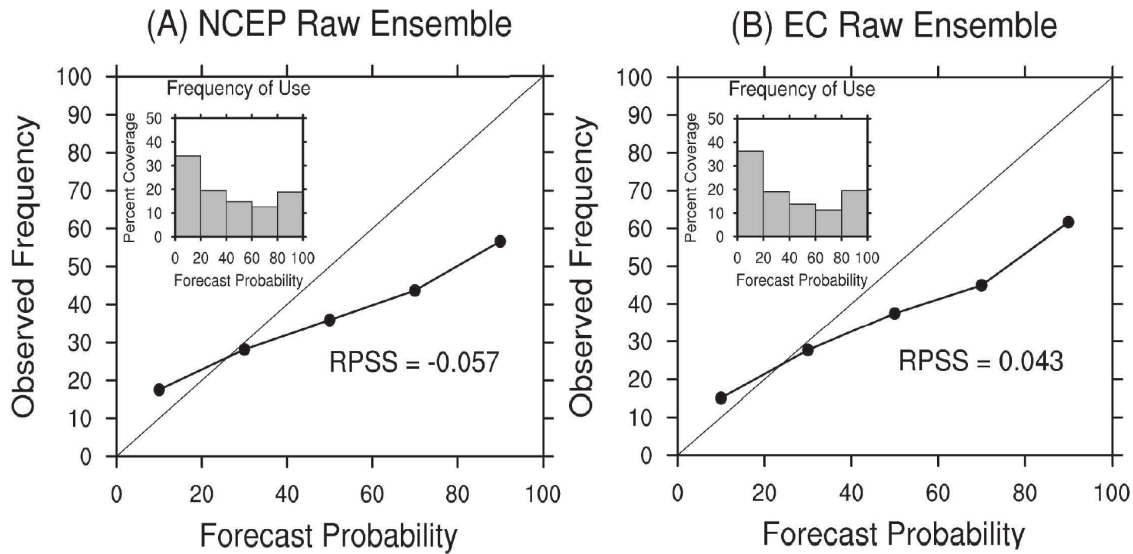 (A) NCEP Raw Ensemble
Observed Frequency
100
90
80
70
60
50
40
30
20
10
0
Frequency of Use
Percent Coverage
50
40
30
20
10
0
0 20 40 60 80 100
Forecast Probability
RPSS = -0.057
0 20 40 60 80 100
Forecast Probability
(B) EC Raw Ensemble
Observed Frequency
100
90
80
70
60
50
40
30
20
10
0
Frequency of Use
Percent Coverage
50
40
30
20
10
0
0 20 40 60 80 100
Forecast Probability
RPSS = 0.043
0 20 40 60 80 100
Forecast Probability